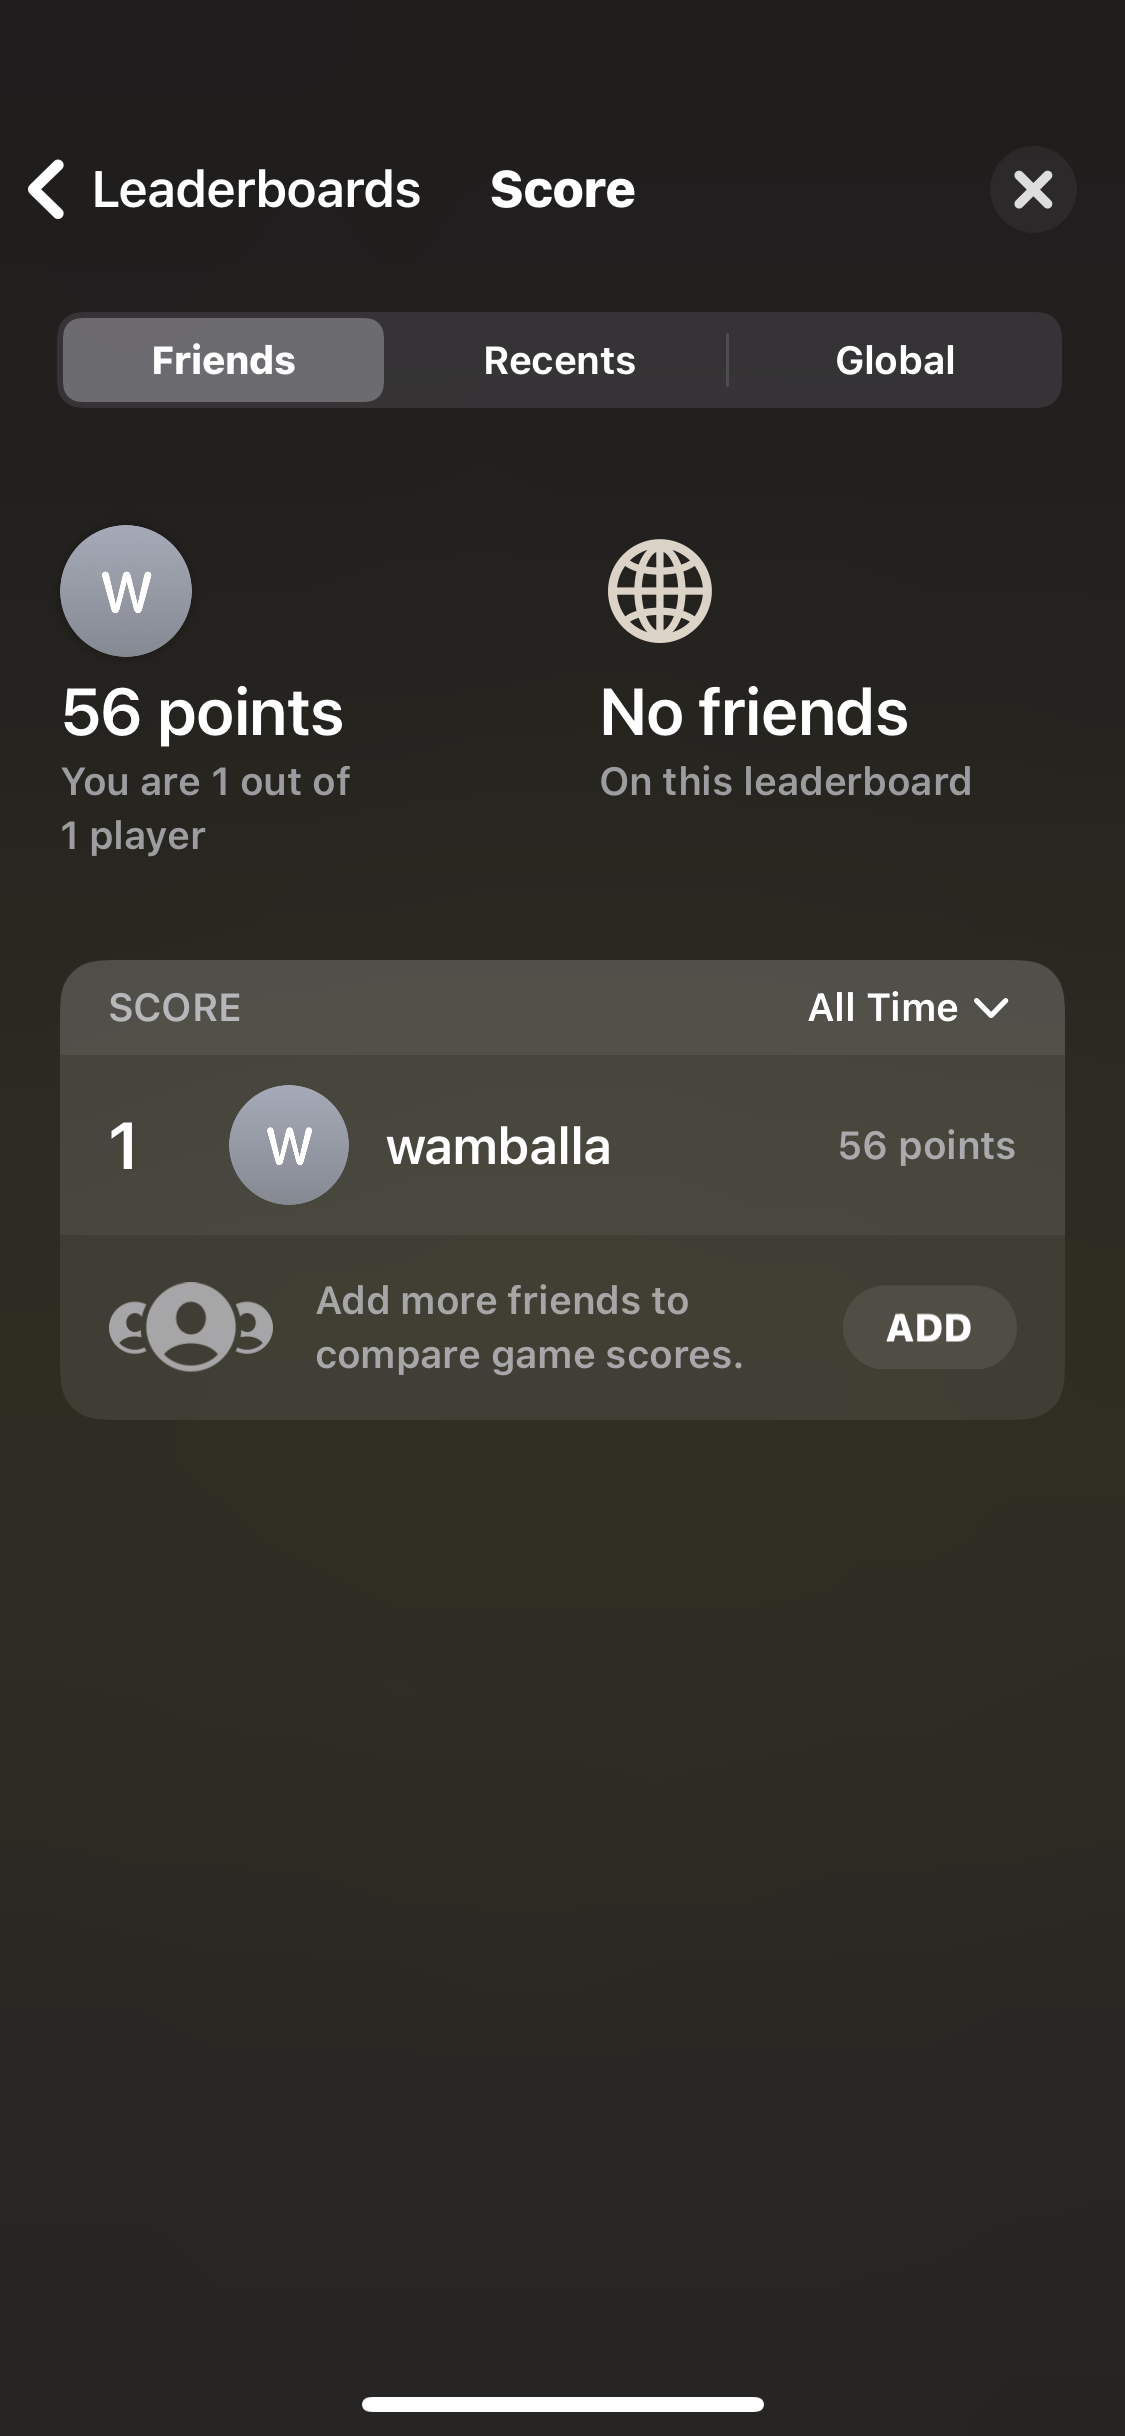 Leaderboards
Score
Friends
Recents
Global
W
56 points
You are 1 out of
1 player
No friends
On this leaderboard
SCORE
All Time
1
W
wamballa
56 points
Add more friends to
compare game scores.
ADD